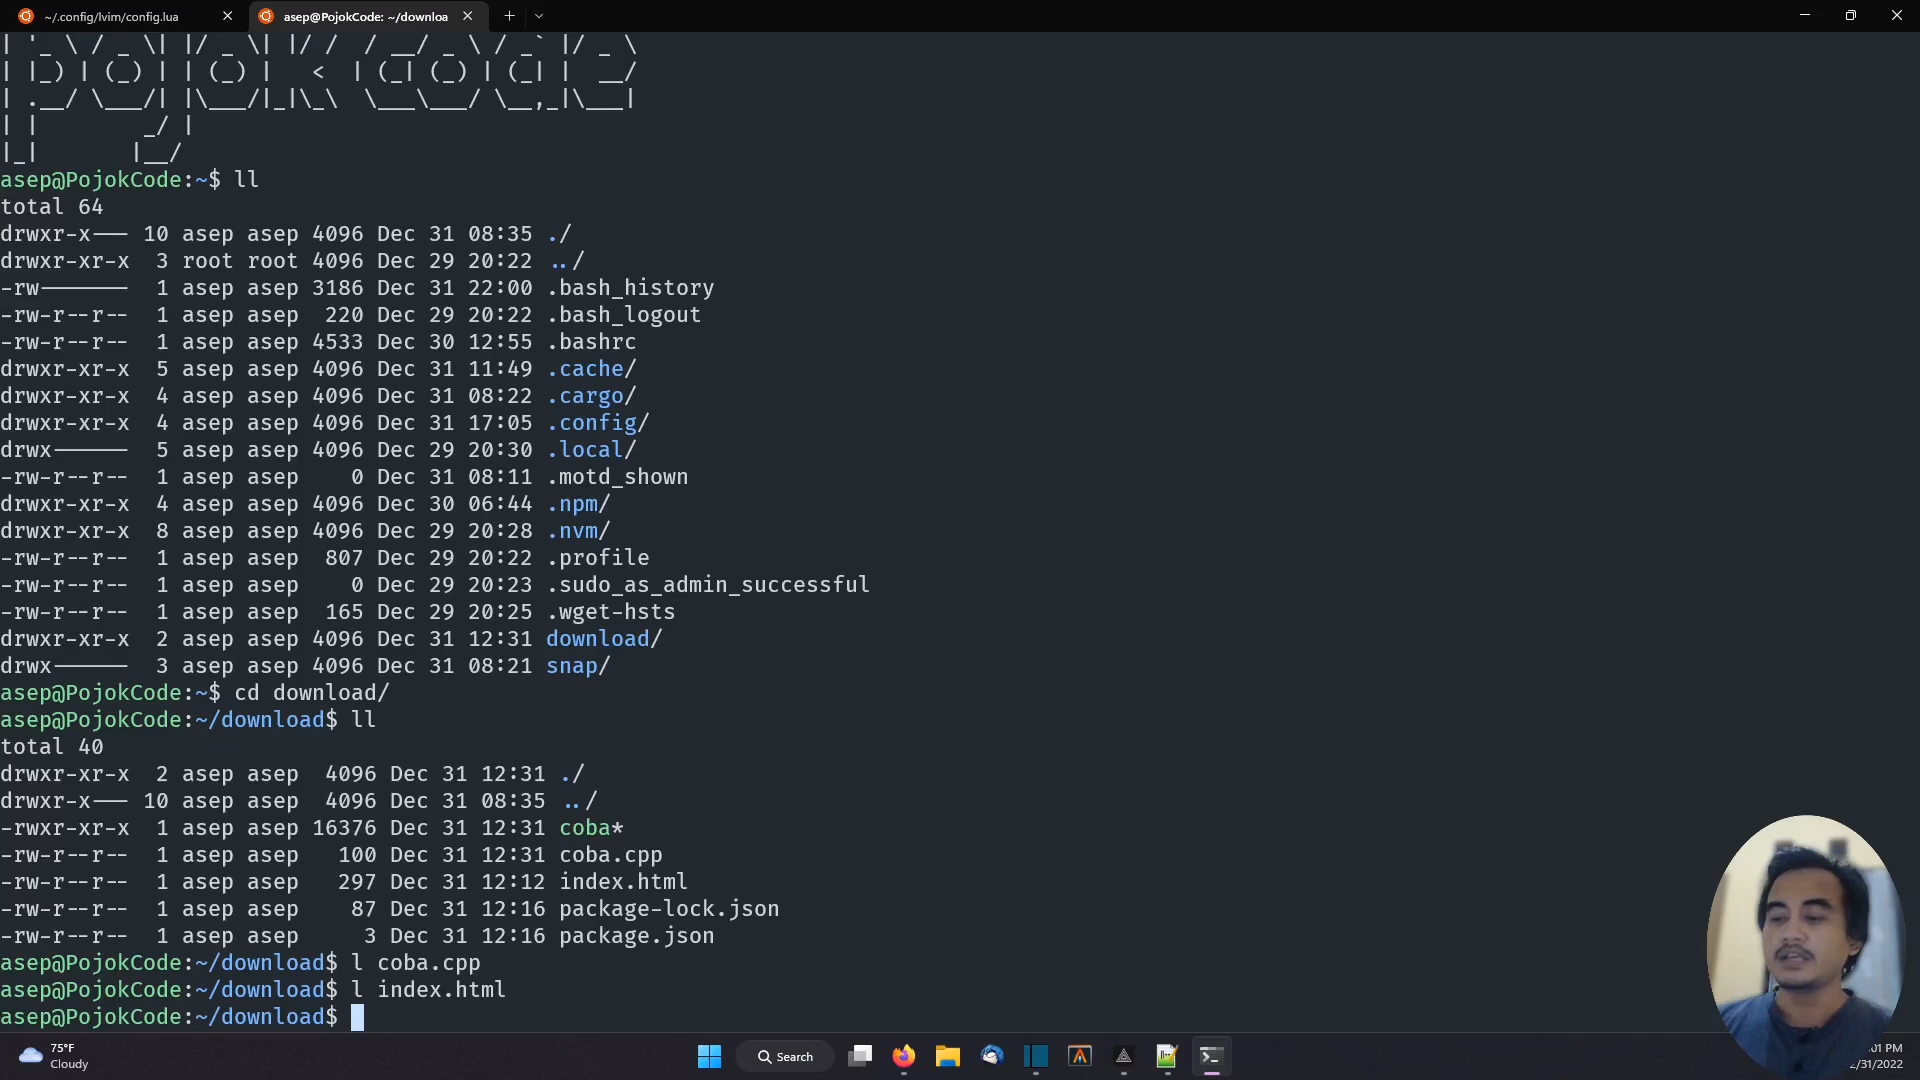 ~/.config/lvim/config.lua
asep@PojokCode: ~/downloa
asep@PojokCode:~$ ll
total 64
drwxr-x--- 10 asep asep 4096 Dec 31 08:35 ./
drwxr-xr-x 3 root root 4096 Dec 29 20:22 ../
-rw------- 1 asep asep 3186 Dec 31 22:00 .bash_history
-rw-r--r-- 1 asep asep 220 Dec 29 20:22 .bash_logout
-rw-r--r-- 1 asep asep 4533 Dec 30 12:55 .bashrc
drwxr-xr-x 5 asep asep 4096 Dec 31 11:49 .cache/
drwxr-xr-x 4 asep asep 4096 Dec 31 08:22 .cargo/
drwxr-xr-x 4 asep asep 4096 Dec 31 17:05 .config/
drwx------ 5 asep asep 4096 Dec 29 20:30 .local/
-rw-r--r-- 1 asep asep 0 Dec 31 08:11 .motd_shown
drwxr-xr-x 4 asep asep 4096 Dec 30 06:44 .npm/
drwxr-xr-x 8 asep asep 4096 Dec 29 20:28 .nvm/
-rw-r--r-- 1 asep asep 807 Dec 29 20:22 .profile
-rw-r--r-- 1 asep asep 0 Dec 29 20:23 .sudo_as_admin_successful
-rw-r--r-- 1 asep asep 165 Dec 29 20:25 .wget-hsts
drwxr-xr-x 2 asep asep 4096 Dec 31 12:31 download/
drwx------ 3 asep asep 4096 Dec 31 08:21 snap/
asep@PojokCode:~$ cd download/
asep@PojokCode:~/download$ ll
total 40
drwxr-xr-x 2 asep asep 4096 Dec 31 12:31 ./
drwxr-x--- 10 asep asep 4096 Dec 31 08:35 ../
-rwxr-xr-x 1 asep asep 16376 Dec 31 12:31 coba*
-rw-r--r-- 1 asep asep 100 Dec 31 12:31 coba.cpp
-rw-r--r-- 1 asep asep 297 Dec 31 12:12 index.html
-rw-r--r-- 1 asep asep 87 Dec 31 12:16 package-lock.json
-rw-r--r-- 1 asep asep 3 Dec 31 12:16 package.json
asep@PojokCode:~/download$ l coba.cpp
asep@PojokCode:~/download$ l index.html
asep@PojokCode:~/download$
75°F
Cloudy
Search
:01 PM
2/31/2022